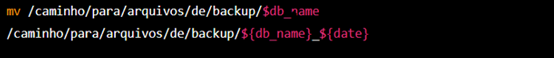 mv /caminho/para/arquivos/de/backup/$db_name
/caminho/para/arquivos/de/backup/${db_name}_${date}